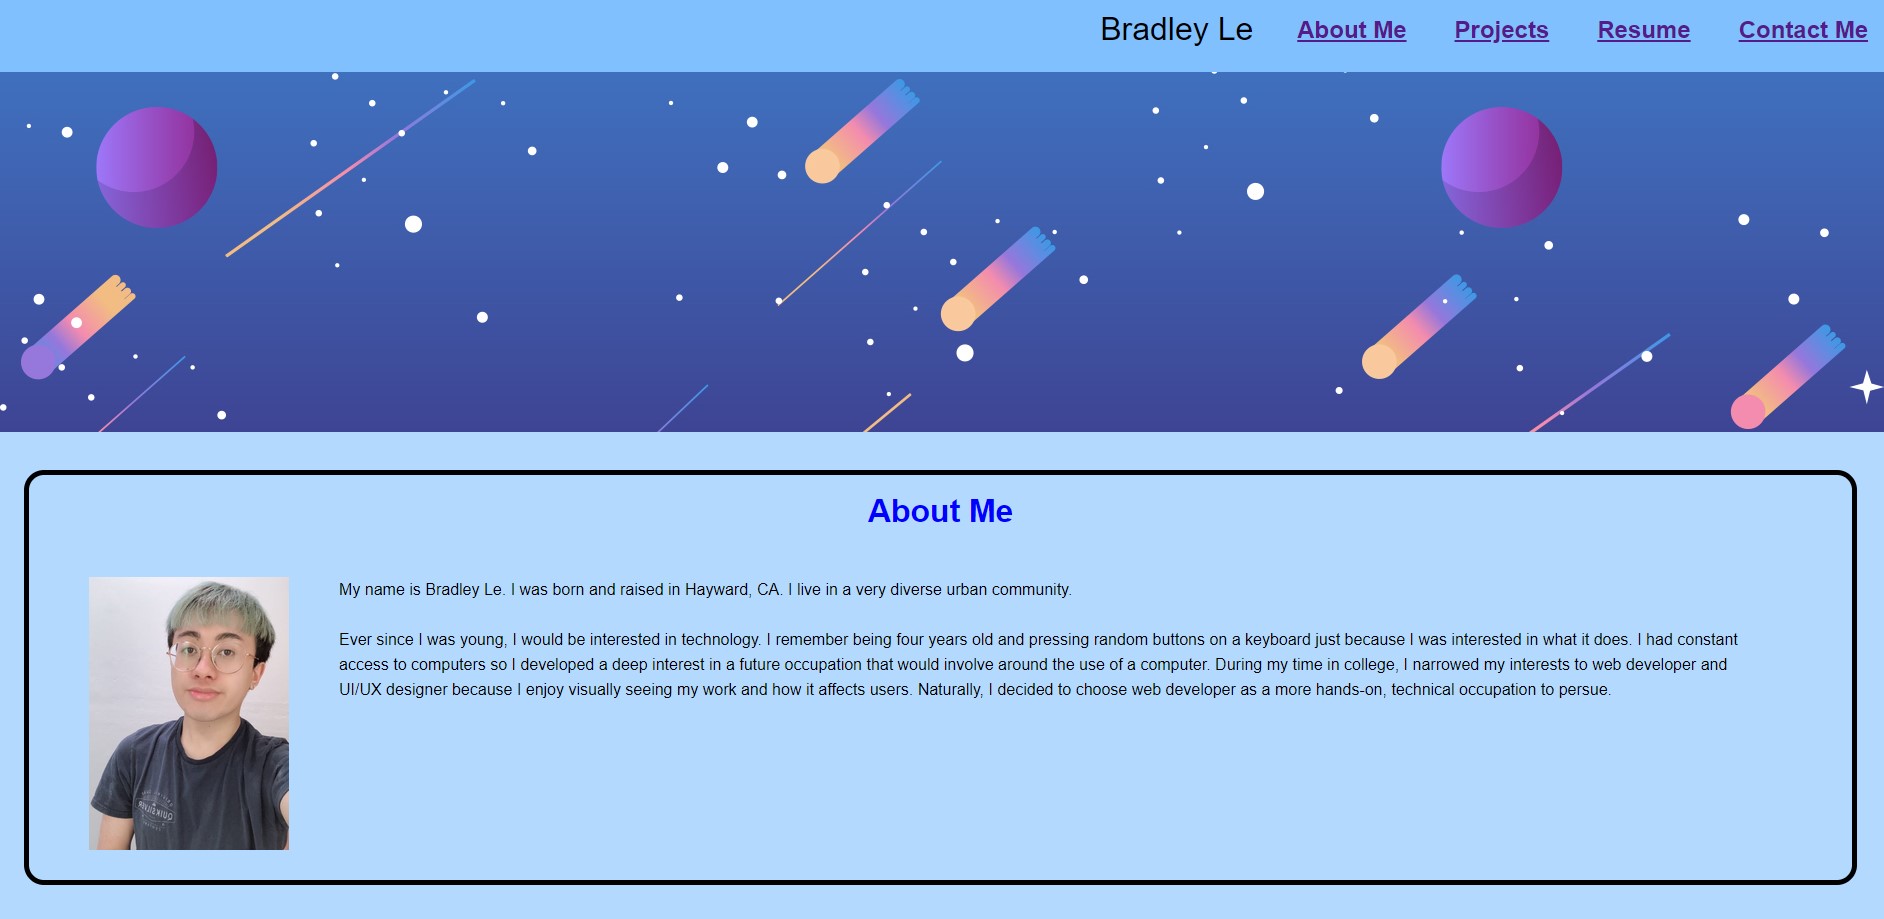 Bradley Le About Me Projects Resume Contact Me
About Me
My name is Bradley Le. I was born and raised in Hayward, CA. I live in a very diverse urban community.
Ever since I was young, I would be interested in technology. I remember being four years old and pressing random buttons on a keyboard just because I was interested in what it does. I had constant
access to computers so I developed a deep interest in a future occupation that would involve around the use of a computer. During my time in college, I narrowed my interests to web developer and
UI/UX designer because I enjoy visually seeing my work and how it affects users. Naturally, I decided to choose web developer as a more hands-on, technical occupation to persue.
QUIKSILVER